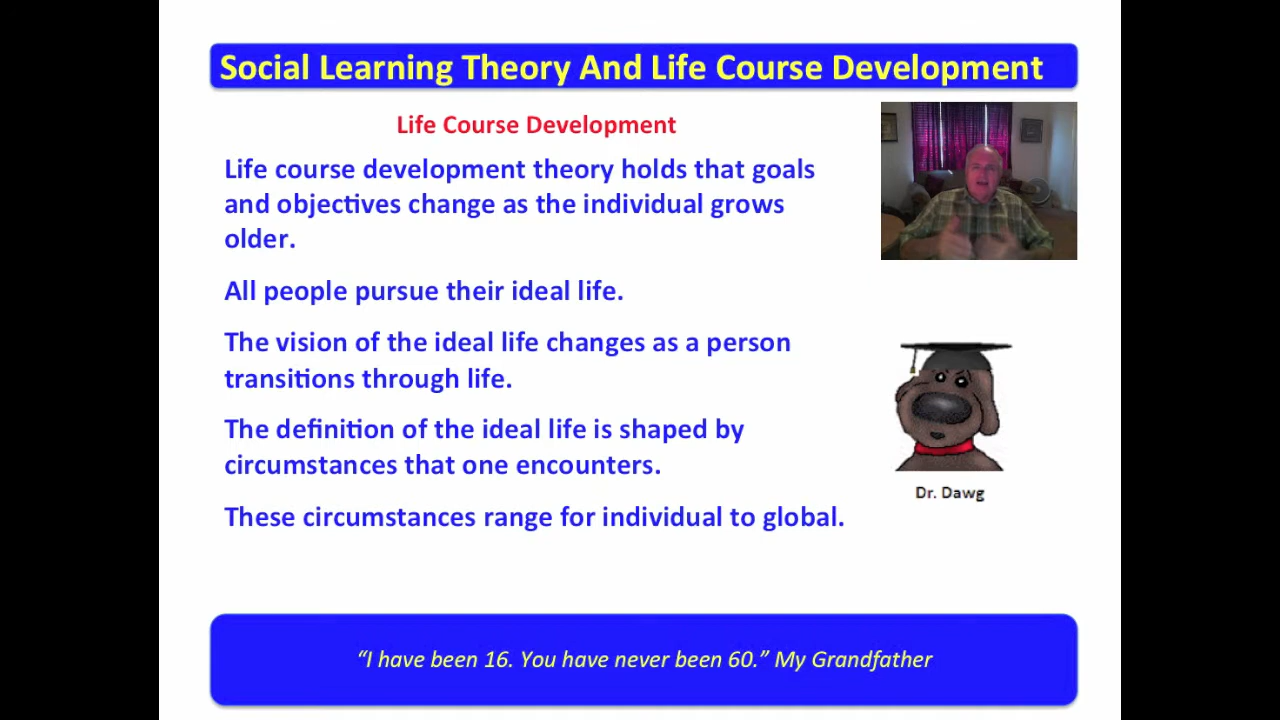 Social Learning Theory And Life Course Development
Life Course Development
Life course development theory holds that goals
and objectives change as the individual grows
older.
All people pursue their ideal life.
The vision of the ideal life changes as a person
transitions through life.
The definition of the ideal life is shaped by
circumstances that one encounters.
These circumstances range for individual to global.
Dr. Dawg
“I have been 16. You have never been 60.” My Grandfather